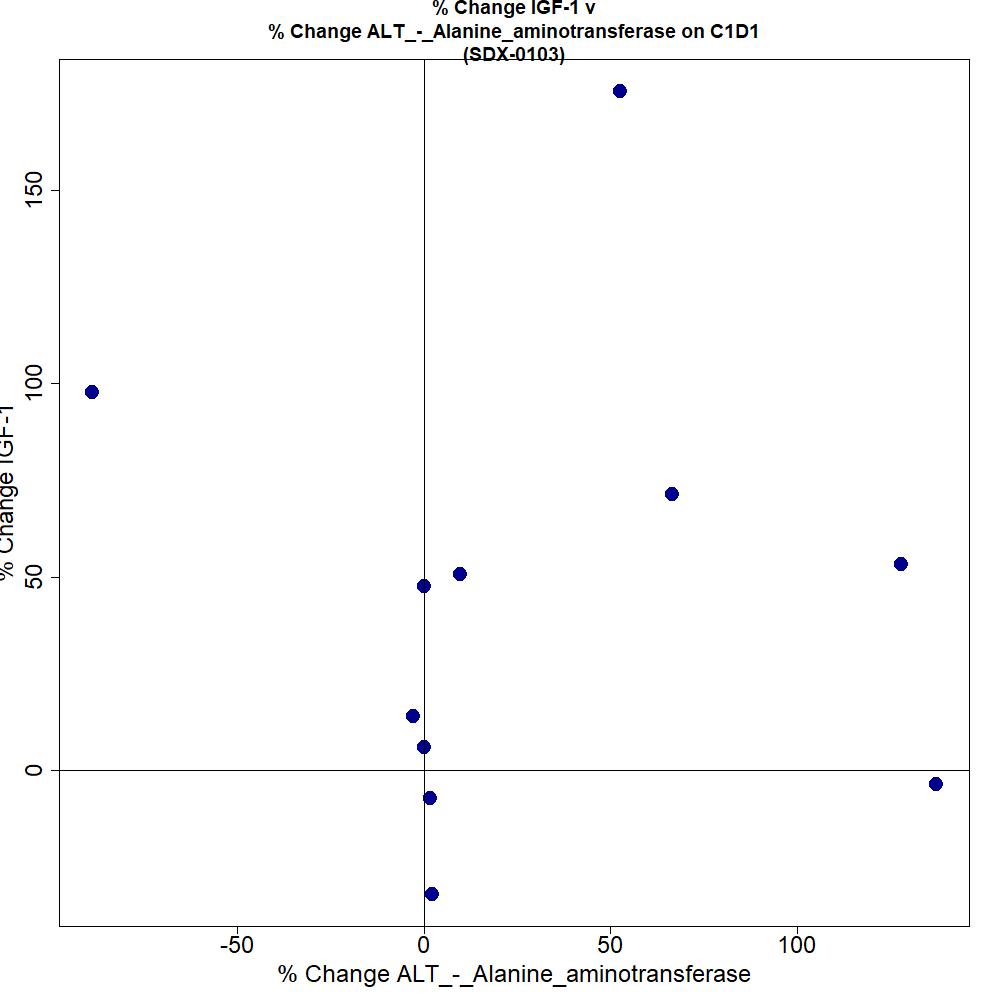 % Change IGF-1 v
% Change ALT_-_Alanine_aminotransferase on C1D1
(SDX-0103)
% Change IGF-1
150
100
50
0
-50
0
50
100
% Change ALT_-_Alanine_aminotransferase